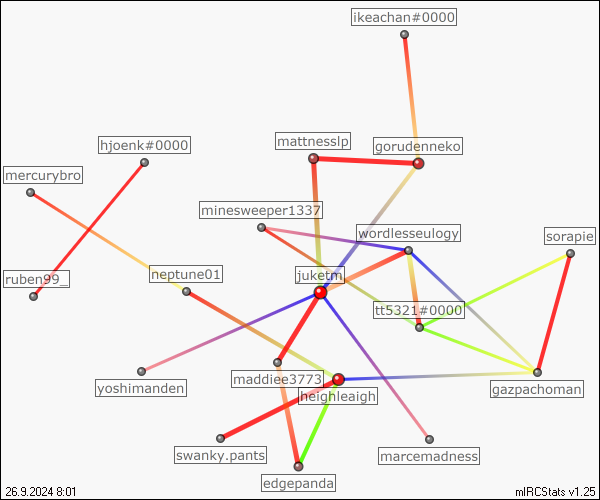 ikeachan#0000
hjoenk#0000
mattnesslp
gorudenneko
mercurybro
minesweeper1337
wordlesseulogy
sorapie
ruben99_
neptune01
juketm
tt5321#0000
yoshimanden
maddiee3773
heighleaigh
gazpachoman
swanky.pants
marcemadness
edgepanda
26.9.2024 8:01
mIRCStats v1.25